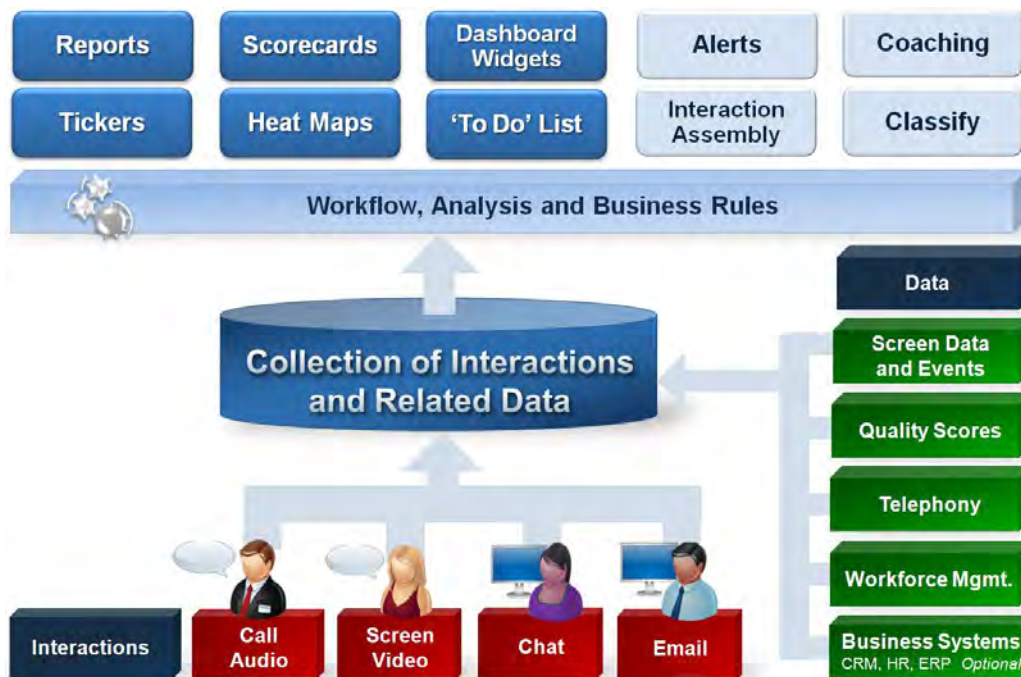 Reports
Scorecards
Dashboard
Widgets
Alerts
Coaching
Tickers
Heat Maps
‘To Do’ List
Interaction
Assembly
Classify
Workflow, Analysis and Business Rules
Data
Screen Data
and Events
Collection of Interactions
and Related Data
Quality Scores
Telephony
Workforce Mgmt.
Business Systems
CRM, HR, ERP Optional
Interactions
Call
Audio
Screen
Video
Chat
Email